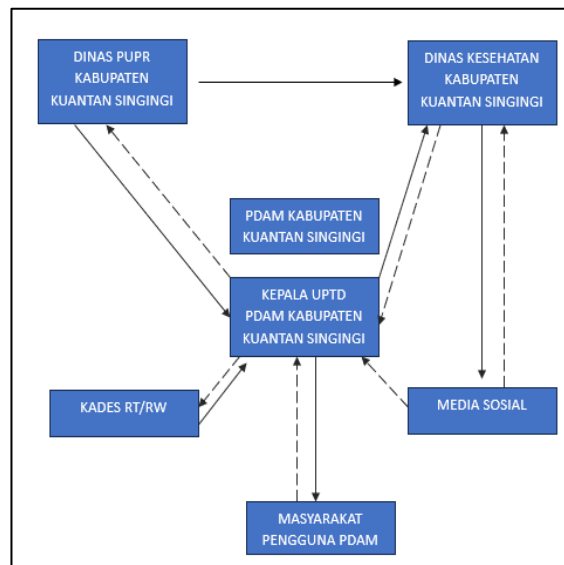 DINAS PUPR
KABUPATEN
KUANTAN SINGINGI
DINAS KESEHATAN
KABUPATEN
KUANTAN SINGINGI
PDAM KABUPATEN
KUANTAN SINGINGI
KEPALA UPTD
PDAM KABUPATEN
KUANTAN SINGINGI
KADES RT/RW
MEDIA SOSIAL
MASYARAKAT
PENGGUNA PDAM